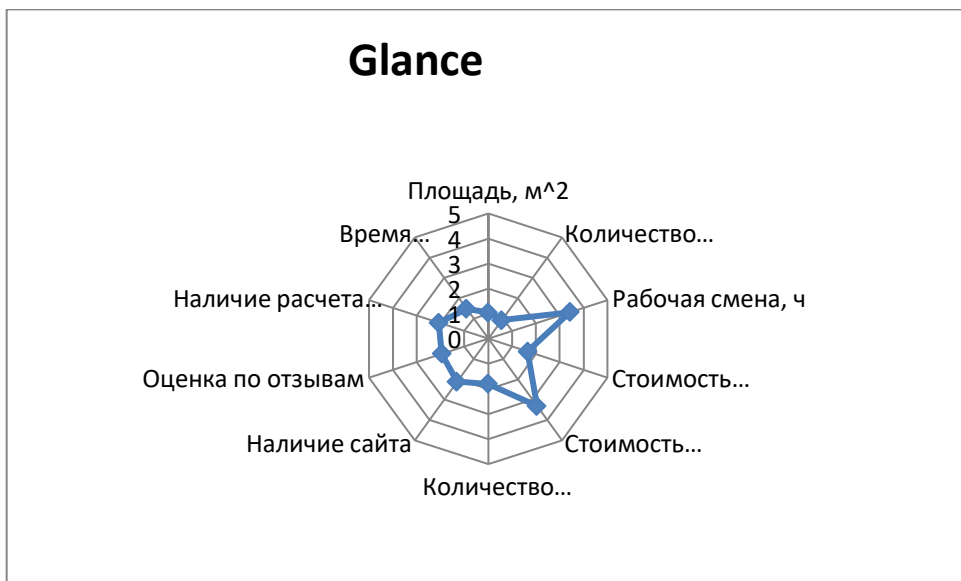 Glance
Площадь, м^2
5
Время...
4
Количество...
3
Наличие расчета...
2
Рабочая смена, ч
1
0
Оценка по отзывам
Стоимость...
Наличие сайта
Стоимость...
Количество...